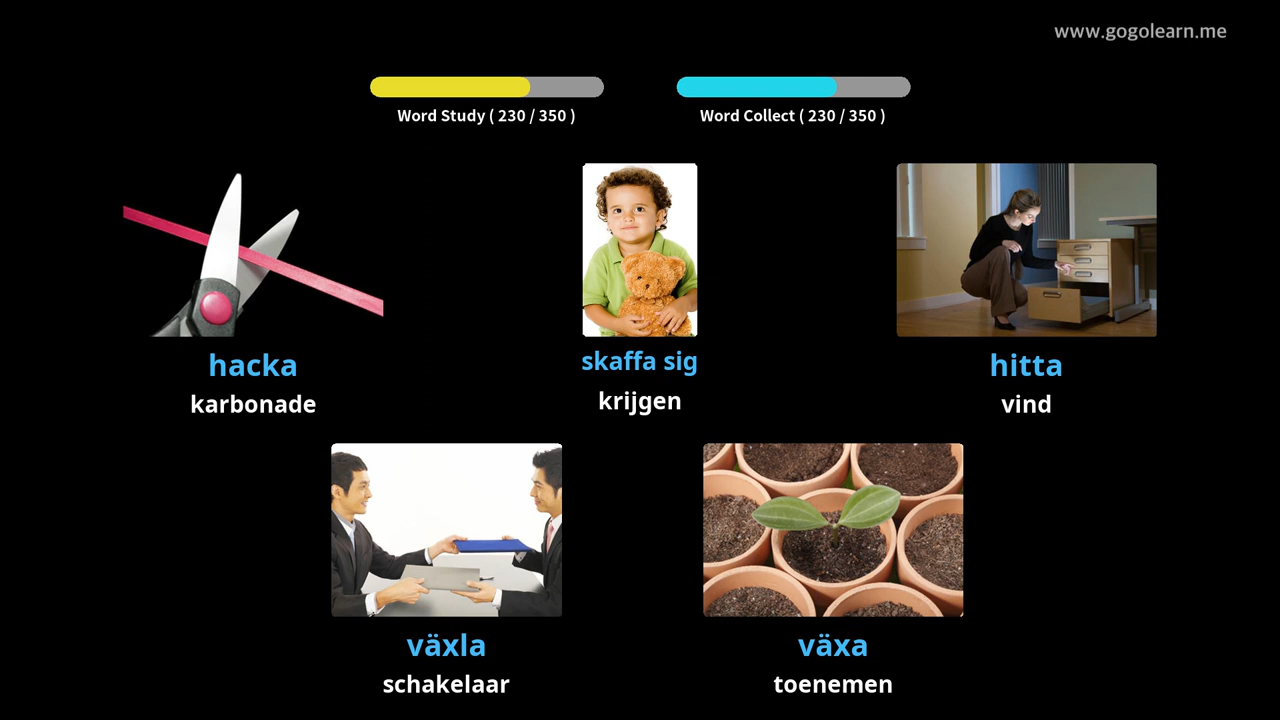 www.gogolearn.me
Word Study ( 230 / 350 )
Word Collect ( 230 / 350 )
hacka
karbonade
skaffa sig
krijgen
hitta
vind
växla
schakelaar
växa
toenemen